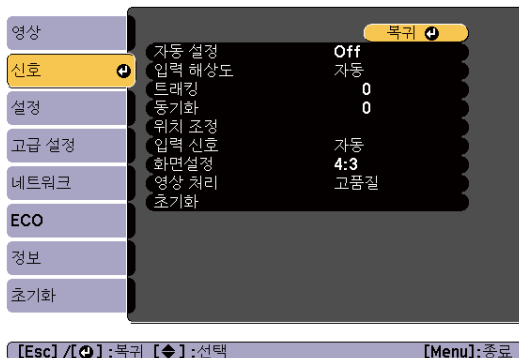 영상
신호
설정
고급 설정
네트워크
ECO
정보
초기화
복귀
자동 설정 Off
입력 해상도 자동
트래킹 0
동기화 0
위치 조정
입력 신호 자동
화면설정 4:3
영상 처리 고품질
초기화
[Esc] /[⏎] :복귀 [◆] :선택 [Menu]:종료